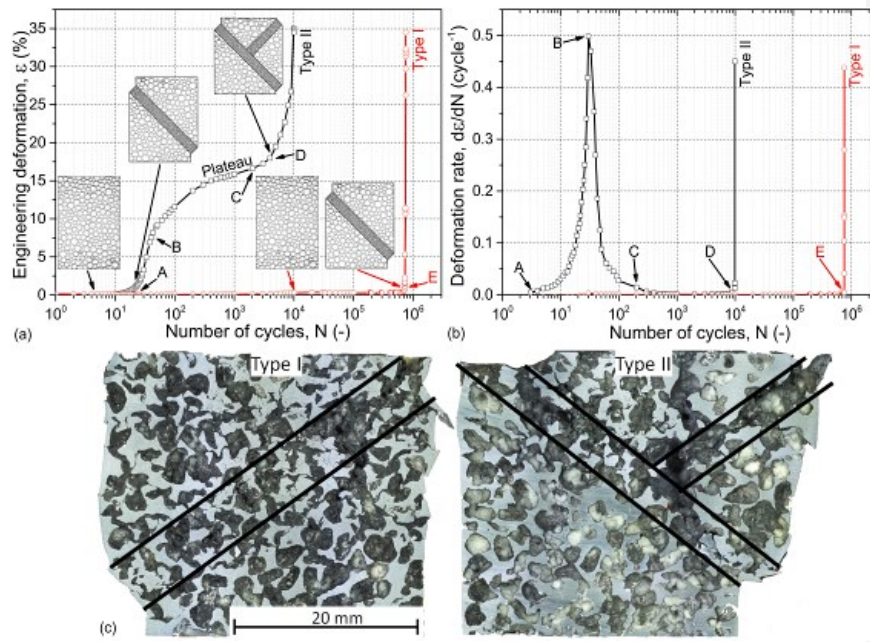 35
30
25
20
15
10
5
0
Engineering deformation, ε (%)
Type II
Type I
Plateau
A
B
C
D
E
10⁰ 10¹ 10² 10³ 10⁴ 10⁵ 10⁶
(a) Number of cycles, N (-)
0.5
0.4
0.3
0.2
0.1
0.0
Deformation rate, dε/dN (cycle⁻¹)
B
Type II
Type I
A
C
D
E
10⁰ 10¹ 10² 10³ 10⁴ 10⁵ 10⁶
(b) Number of cycles, N (-)
Type I
Type II
(c) 20 mm